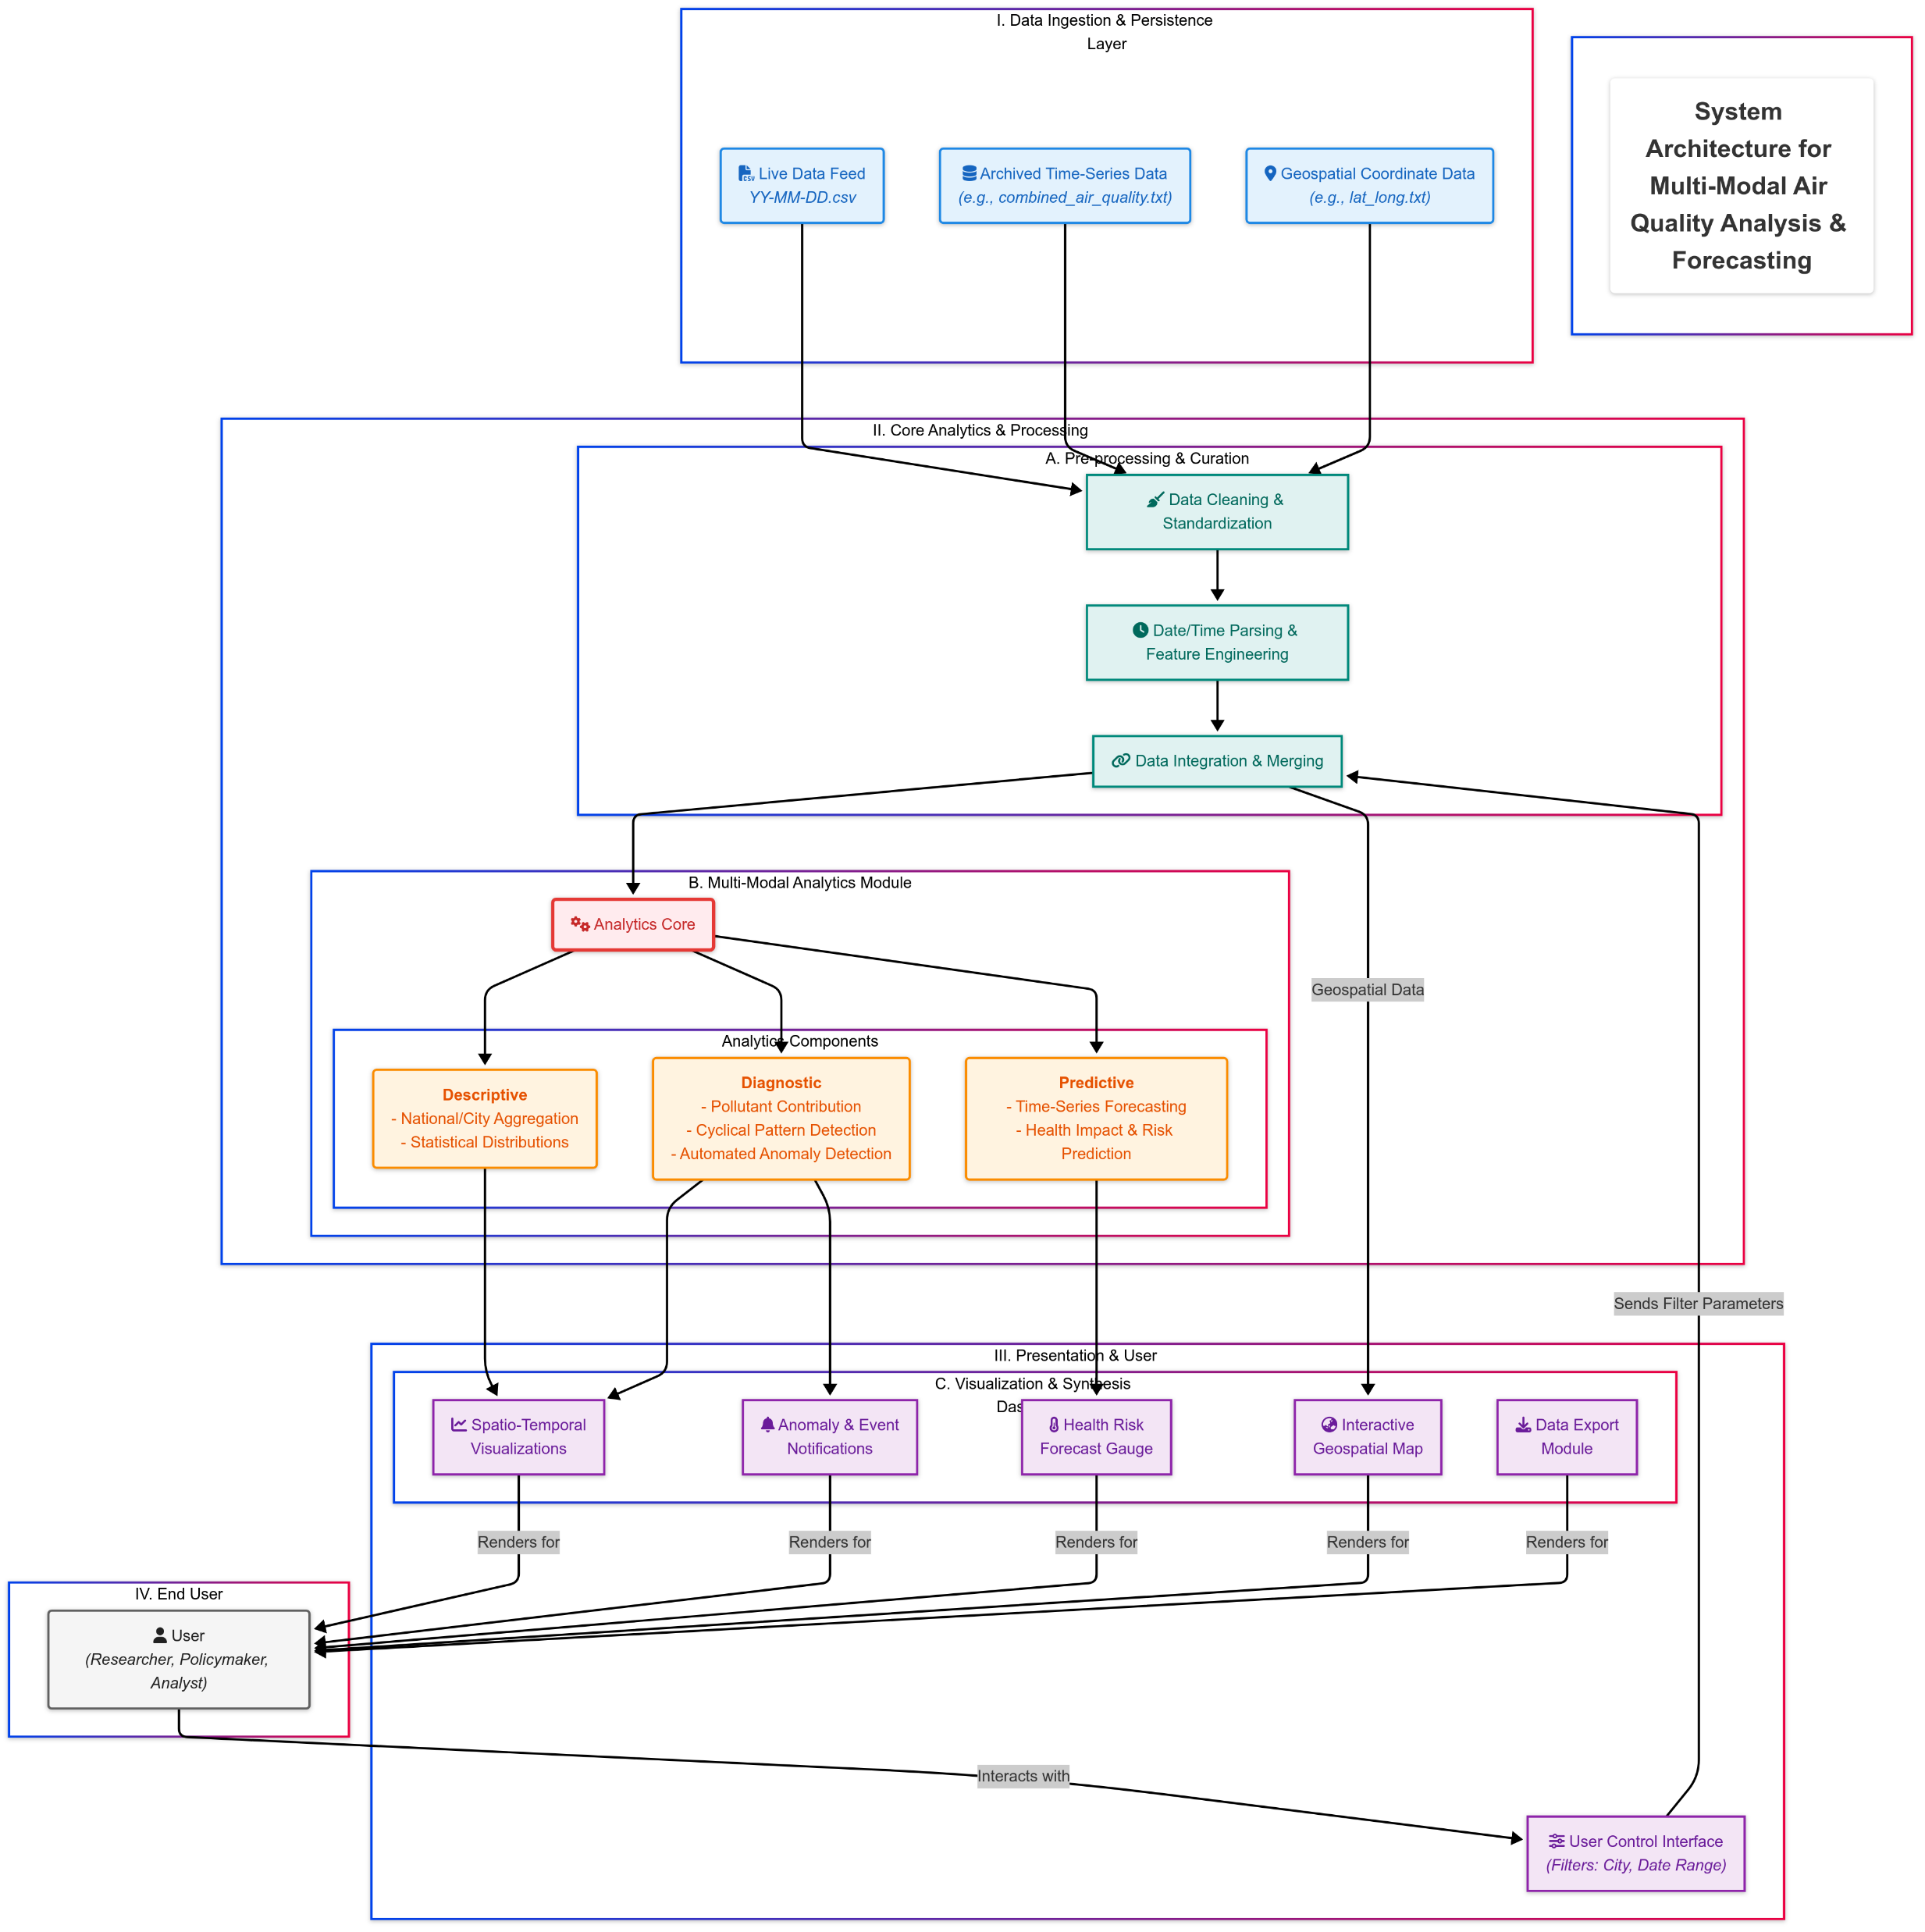 I. Data Ingestion & Persistence
Layer
System
Architecture for
Multi-Modal Air
Quality Analysis &
Forecasting
Live Data Feed
YY-MM-DD.csv
Archived Time-Series Data
(e.g., combined_air_quality.txt)
Geospatial Coordinate Data
(e.g., lat_long.txt)
II. Core Analytics & Processing
A. Pre-processing & Curation
Data Cleaning &
Standardization
Date/Time Parsing &
Feature Engineering
Data Integration & Merging
B. Multi-Modal Analytics Module
Analytics Core
Geospatial Data
Analytics Components
Descriptive
- National/City Aggregation
- Statistical Distributions
Diagnostic
- Pollutant Contribution
- Cyclical Pattern Detection
- Automated Anomaly Detection
Predictive
- Time-Series Forecasting
- Health Impact & Risk
Prediction
Sends Filter Parameters
III. Presentation & User
C. Visualization & Synthesis
Spatio-Temporal
Visualizations
Anomaly & Event
Notifications
Health Risk
Forecast Gauge
Interactive
Geospatial Map
Data Export
Module
Renders for
Renders for
Renders for
Renders for
Renders for
IV. End User
User
(Researcher, Policymaker,
Analyst)
Interacts with
User Control Interface
(Filters: City, Date Range)